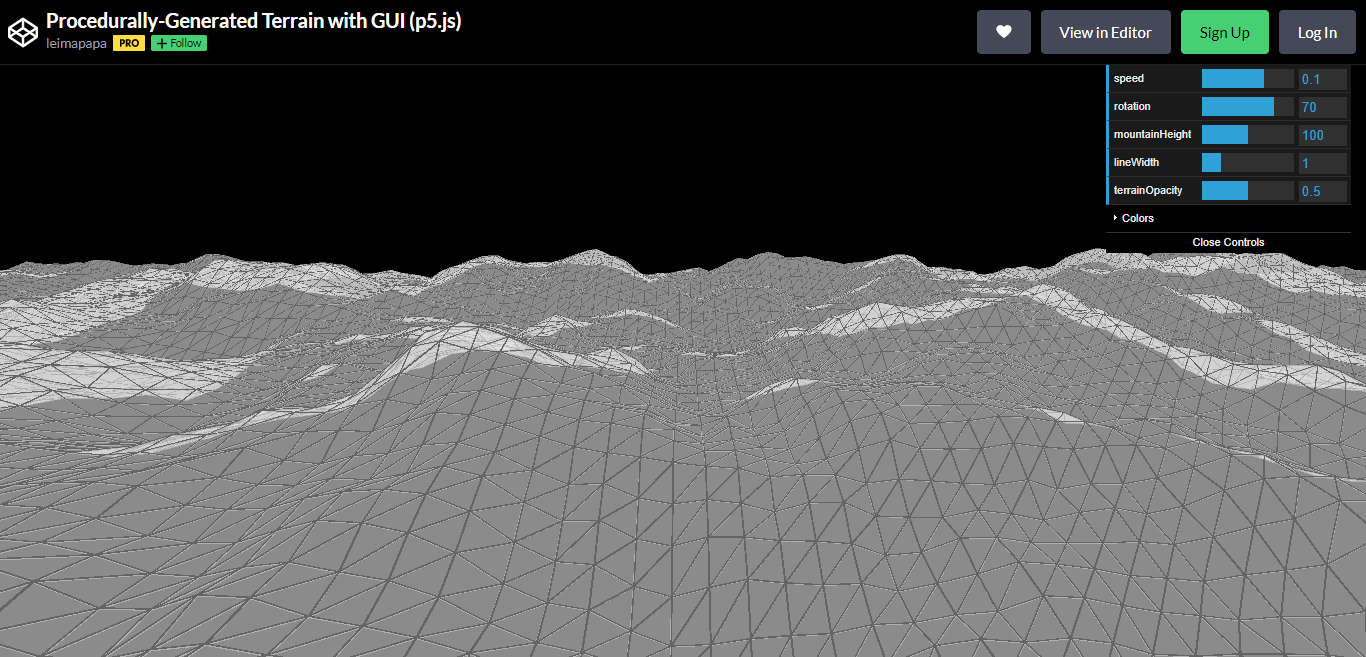 Procedurally-Generated Terrain with GUI (p5.js)
leimapapa PRO + Follow
View in Editor
Sign Up
Log In
speed 0.1
rotation 70
mountainHeight 100
lineWidth 1
terrainOpacity 0.5
Colors
Close Controls